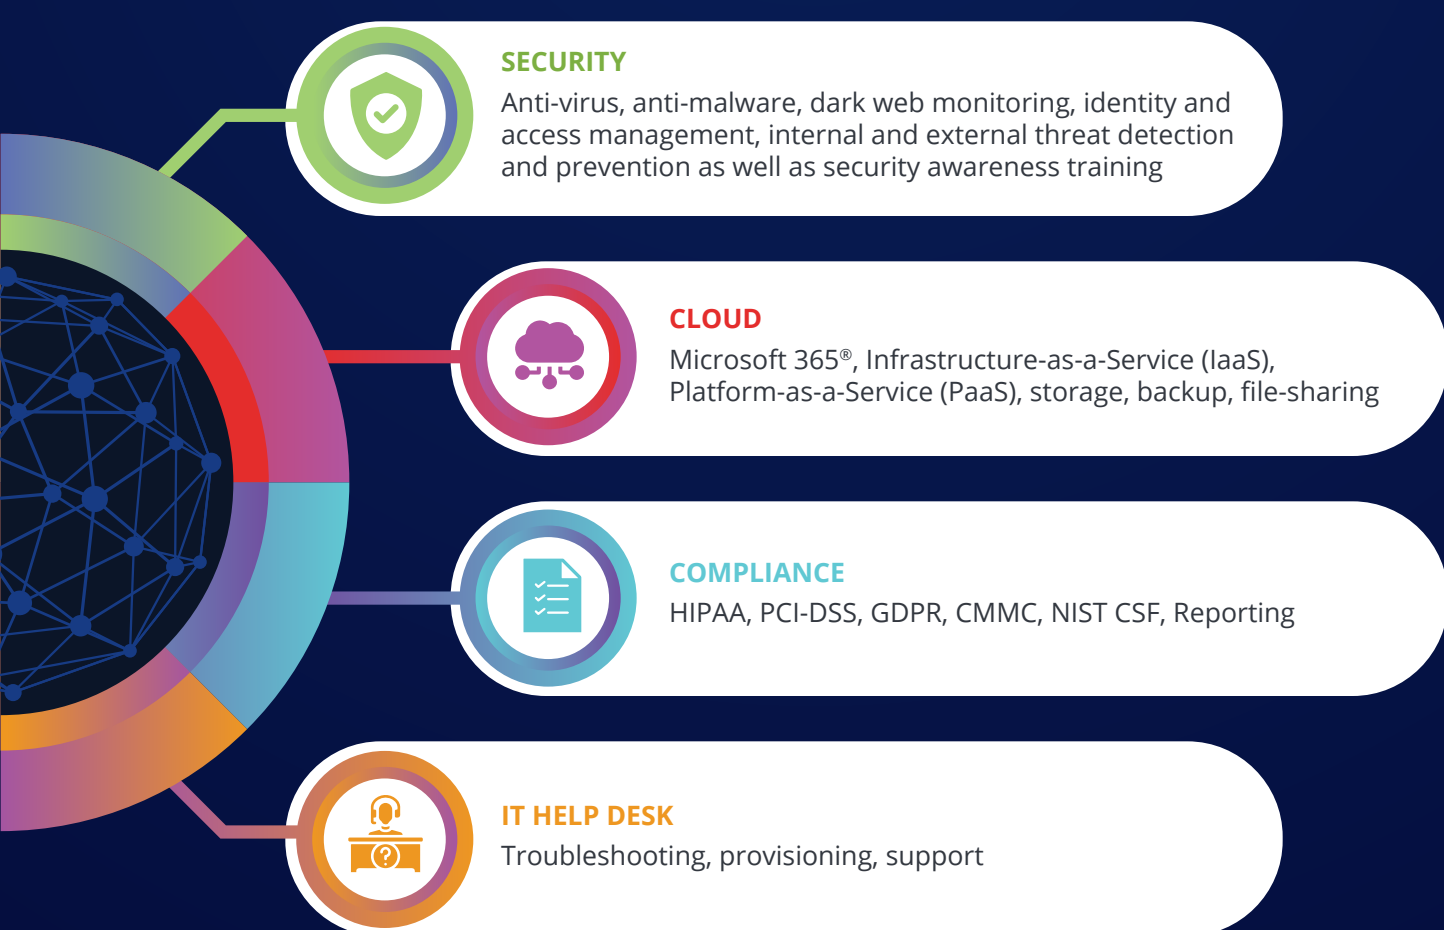 SECURITY
Anti-virus, anti-malware, dark web monitoring, identity and
access management, internal and external threat detection
and prevention as well as security awareness training
CLOUD
Microsoft 365®, Infrastructure-as-a-Service (IaaS),
Platform-as-a-Service (PaaS), storage, backup, file-sharing
COMPLIANCE
HIPAA, PCI-DSS, GDPR, CMMC, NIST CSF, Reporting
IT HELP DESK
?
Troubleshooting, provisioning, support